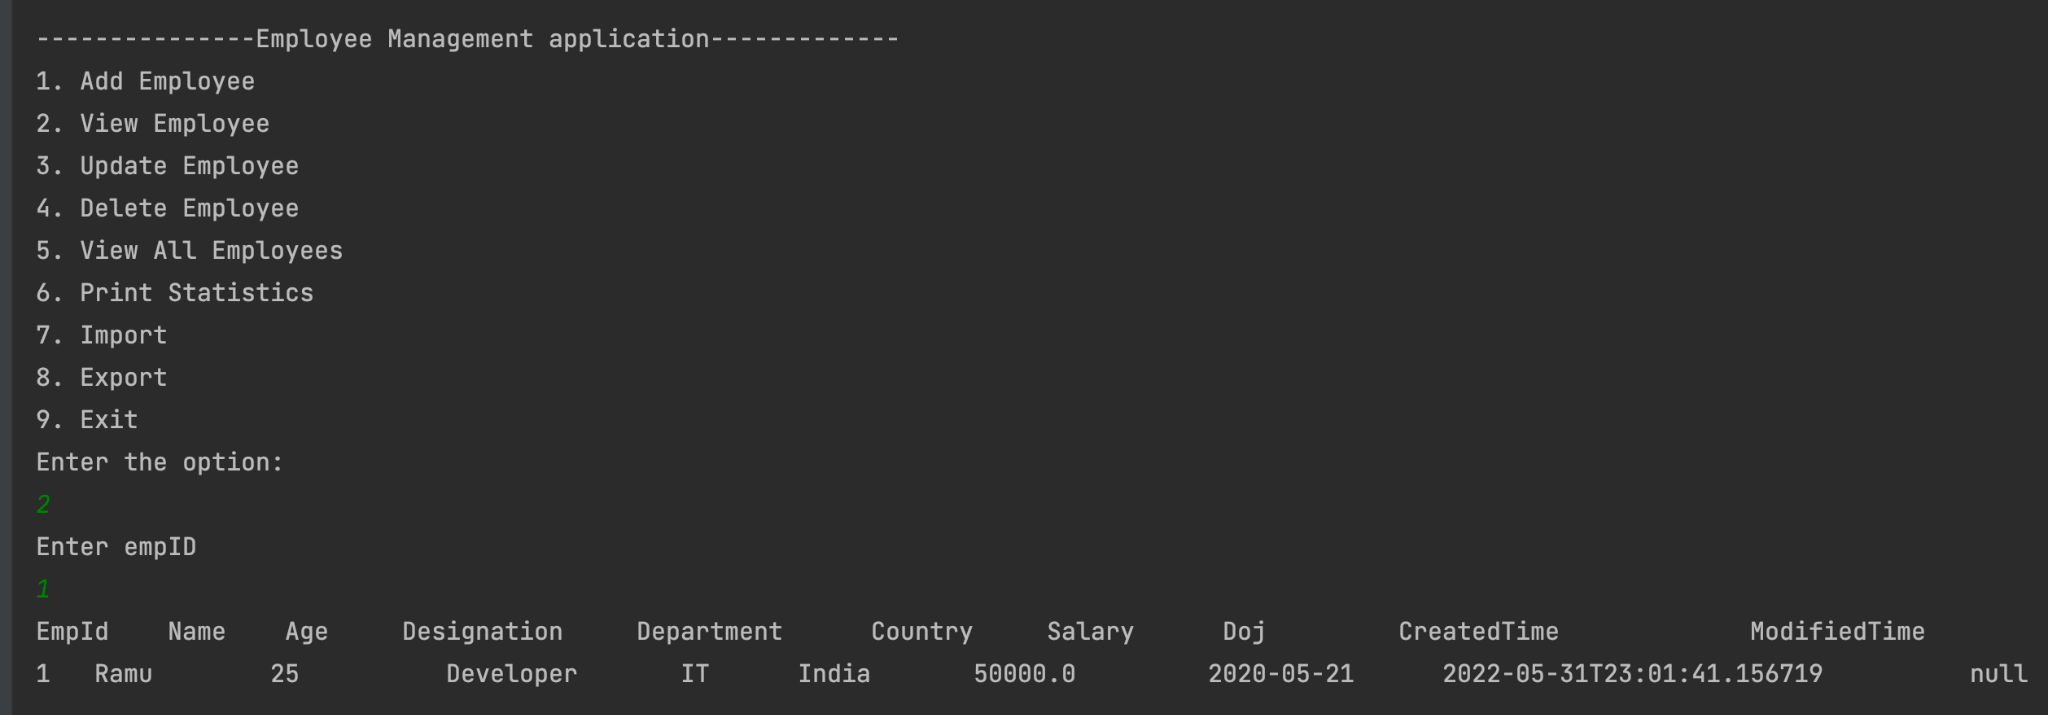 ---------------Employee Management application-------------
1. Add Employee
2. View Employee
3. Update Employee
4. Delete Employee
5. View All Employees
6. Print Statistics
7. Import
8. Export
9. Exit
Enter the option:
2
Enter empID
1
EmpId    Name    Age     Designation     Department      Country     Salary      Doj         CreatedTime             ModifiedTime
1   Ramu        25          Developer       IT      India       50000.0         2020-05-21      2022-05-31T23:01:41.156719          null